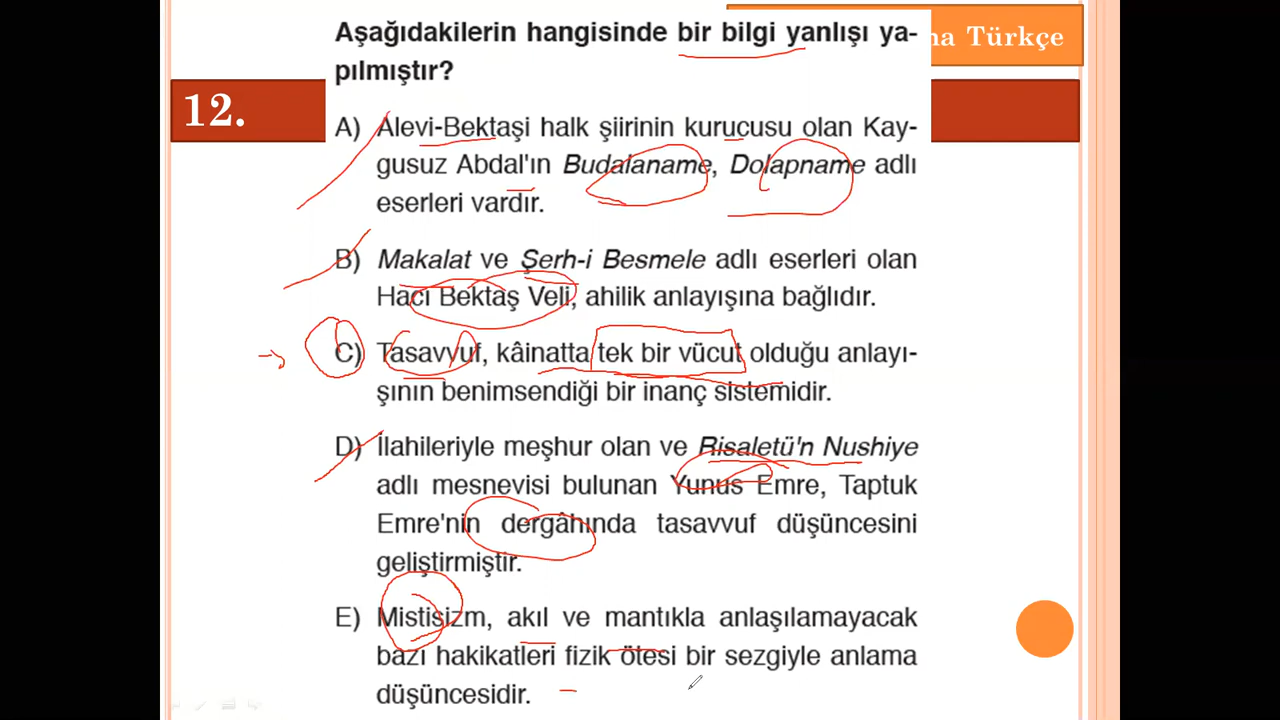 Aşağıdakilerin hangisinde bir bilgi yanlışı ya-
na Türkçe
pılmıştır?
12.
A) Alevi-Bektaşi halk şiirinin kurucusu olan Kay-
gusuz Abdal'ın Budalaname, Dolapname adlı
eserleri vardır.
B) Makalat ve Şerh-i Besmele adlı eserleri olan
Hacı Bektaş Veli, ahilik anlayışına bağlıdır.
C) Tasavvuf, kâinatta tek bir vücut olduğu anlayı-
şının benimsendiği bir inanç sistemidir.
D) İlahileriyle meşhur olan ve Risaletü'n Nushiye
adlı mesnevisi bulunan Yunus Emre, Taptuk
Emre'nin dergâhında tasavvuf düşüncesini
geliştirmiştir.
E) Mistisizm, akıl ve mantıkla anlaşılamayacak
bazı hakikatleri fizik ötesi bir sezgiyle anlama
düşüncesidir.